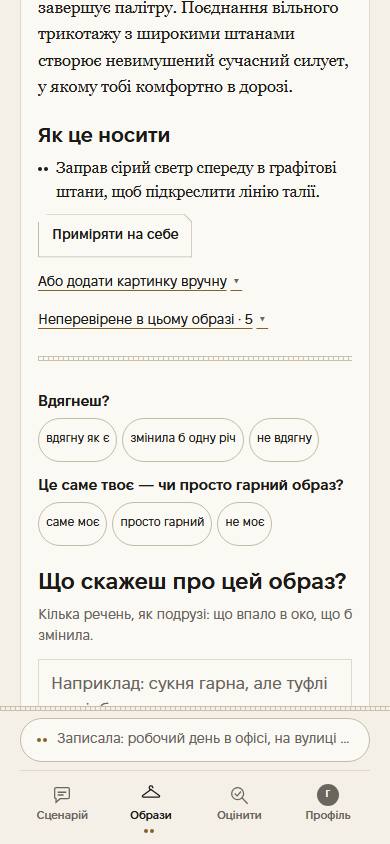 завершує палітру. Поєднання вільного
трикотажу з широкими штанами
створює невимушений сучасний силует,
у якому тобі комфортно в дорозі.
Як це носити
Заправ сірий светр спереду в графітові
штани, щоб підкреслити лінію талії.
Приміряти на себе
Або додати картинку вручну ▾
Неперевірене в цьому образі · 5 ▾
Вдягнеш?
вдягну як є
змінила б одну річ
не вдягну
Це саме твоє — чи просто гарний образ?
саме моє
просто гарний
не моє
Що скажеш про цей образ?
Кілька речень, як подрузі: що впало в око, що б
змінила.
Наприклад: сукня гарна, але туфлі
Записала: робочий день в офісі, на вулиці ...
Сценарій
Образи
Оцінити
Г
Профіль